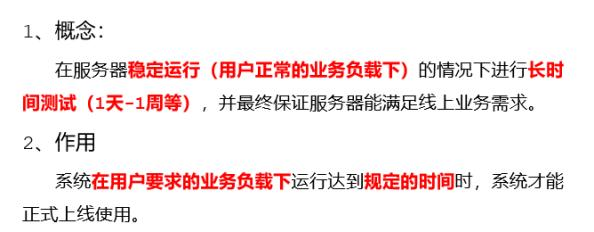 1、概念：
在服务器稳定运行（用户正常的业务负载下）的情况下进行长时
间测试（1天-1周等），并最终保证服务器能满足线上业务需求。
2、作用
系统在用户要求的业务负载下运行达到规定的时间时，系统才能
正式上线使用。